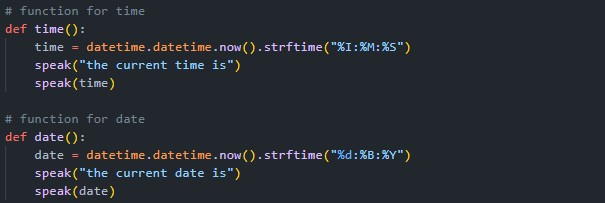 # function for time
def time():
    time = datetime.datetime.now().strftime("%I:%M:%S")
    speak("the current time is")
    speak(time)

# function for date
def date():
    date = datetime.datetime.now().strftime("%d:%B:%Y")
    speak("the current date is")
    speak(date)